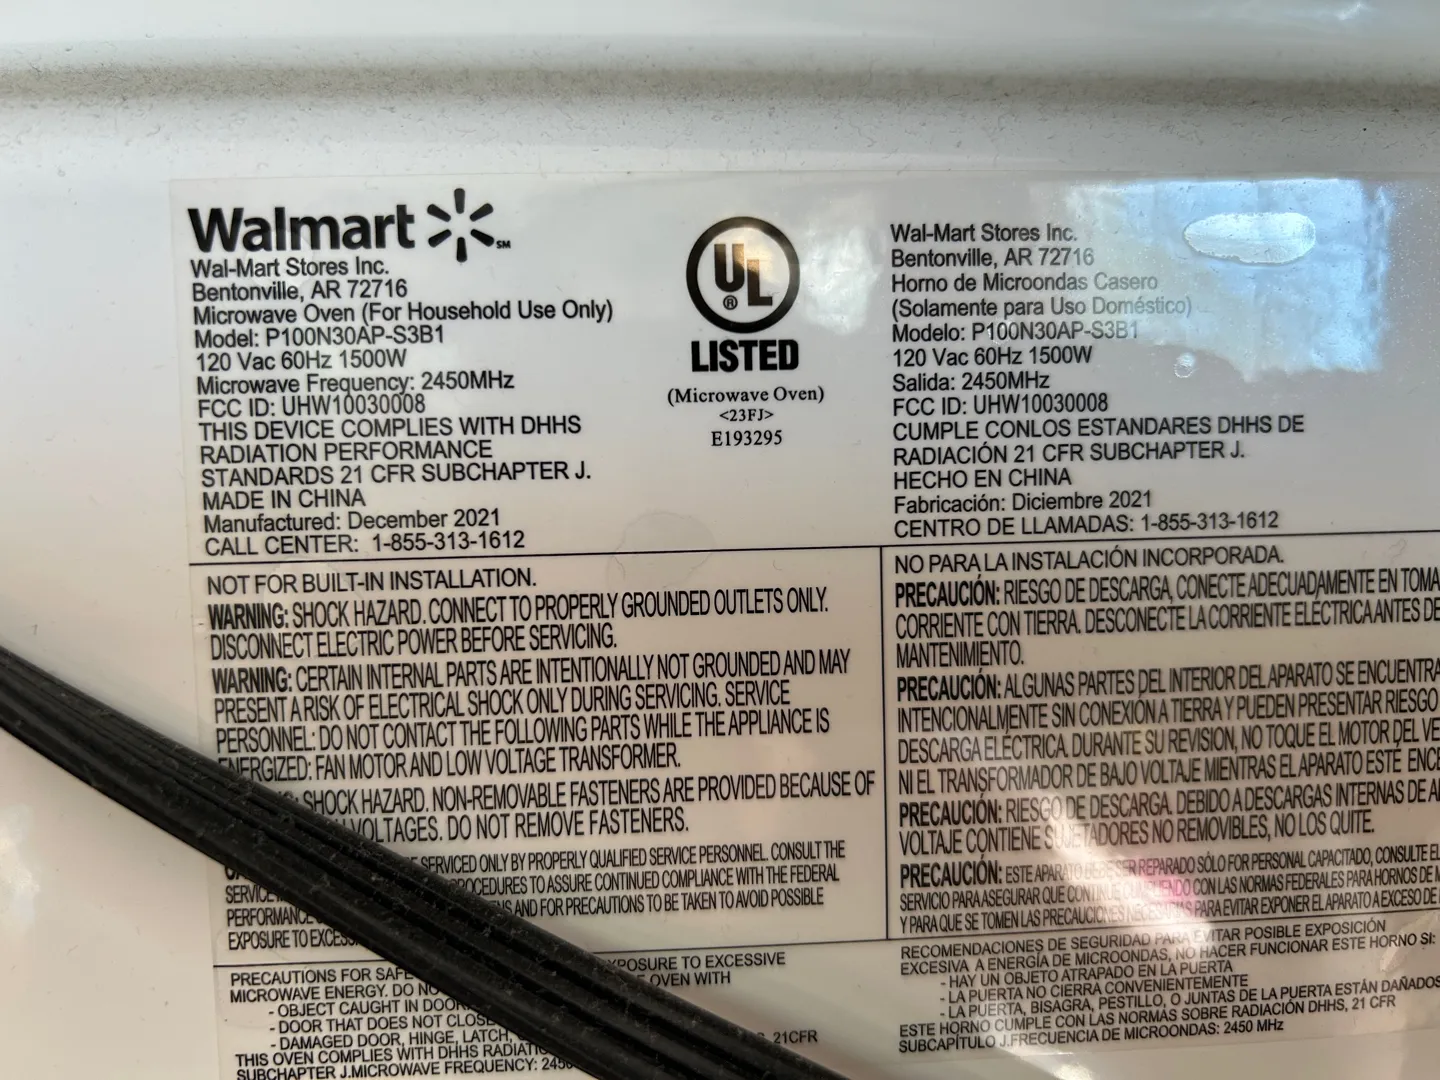 Walmart SM
Wal-Mart Stores Inc.
Bentonville, AR 72716
Microwave Oven (For Household Use Only)
Model: P100N30AP-S3B1
120 Vac 60Hz 1500W
Microwave Frequency: 2450MHz
FCC ID: UHW10030008
THIS DEVICE COMPLIES WITH DHHS
RADIATION PERFORMANCE
STANDARDS 21 CFR SUBCHAPTER J.
MADE IN CHINA
Manufactured: December 2021
CALL CENTER: 1-855-313-1612
UL ®
LISTED
(Microwave Oven)
<23FJ>
E193295
Wal-Mart Stores Inc.
Bentonville, AR 72716
Horno de Microondas Casero
(Solamente para Uso Doméstico)
Modelo: P100N30AP-S3B1
120 Vac 60Hz 1500W
Salida: 2450MHz
FCC ID: UHW10030008
CUMPLE CONLOS ESTANDARES DHHS DE
RADIACIÓN 21 CFR SUBCHAPTER J.
HECHO EN CHINA
Fabricación: Diciembre 2021
CENTRO DE LLAMADAS: 1-855-313-1612
NOT FOR BUILT-IN INSTALLATION.
WARNING: SHOCK HAZARD. CONNECT TO PROPERLY GROUNDED OUTLETS ONLY.
DISCONNECT ELECTRIC POWER BEFORE SERVICING.
WARNING: CERTAIN INTERNAL PARTS ARE INTENTIONALLY NOT GROUNDED AND MAY
PRESENT A RISK OF ELECTRICAL SHOCK ONLY DURING SERVICING. SERVICE
PERSONNEL: DO NOT CONTACT THE FOLLOWING PARTS WHILE THE APPLIANCE IS
ENERGIZED: FAN MOTOR AND LOW VOLTAGE TRANSFORMER.
SHOCK HAZARD. NON-REMOVABLE FASTENERS ARE PROVIDED BECAUSE OF
VOLTAGES. DO NOT REMOVE FASTENERS.
SERVICED ONLY BY PROPERLY QUALIFIED SERVICE PERSONNEL. CONSULT THE
SERVICE PROCEDURES TO ASSURE CONTINUED COMPLIANCE WITH THE FEDERAL
PERFORMANCE AND FOR PRECAUTIONS TO BE TAKEN TO AVOID POSSIBLE
EXPOSURE TO
NO PARA LA INSTALACIÓN INCORPORADA.
PRECAUCIÓN: RIESGO DE DESCARGA, CONECTE ADECUADAMENTE EN TOMA
CORRIENTE CON TIERRA. DESCONECTE LA CORRIENTE ELÉCTRICA ANTES DE
MANTENIMIENTO.
PRECAUCIÓN: ALGUNAS PARTES DEL INTERIOR DEL APARATO SE ENCUENTRA
INTENCIONALMENTE SIN CONEXIÓN A TIERRA Y PUEDEN PRESENTAR RIESGO
DESCARGA ELÉCTRICA. DURANTE SU REVISION, NO TOQUE EL MOTOR DEL VE
NI EL TRANSFORMADOR DE BAJO VOLTAJE MIENTRAS EL APARATO ESTÉ ENCE
PRECAUCIÓN: RIESGO DE DESCARGA. DEBIDO A DESCARGAS INTERNAS DE AL
VOLTAJE CONTIENE SUJETADORES NO REMOVIBLES, NO LOS QUITE.
PRECAUCIÓN: ESTE APARATO DEBE SER REPARADO SÓLO FOR PERSONAL CAPACITADO, CONSULTE EL
SERVICIO PARA ASEGURAR QUE CONTINUE CUMPLIENDO CON LAS NORMAS FEDERALES PARA HORNOS DE M
Y PARA QUE SE TOMEN LAS PRECAUCIONES NECESARIAS PARA EVITAR EXPONER EL APARATO A EXCESO DE
PRECAUTIONS FOR SAFE EXPOSURE TO EXCESSIVE
MICROWAVE ENERGY. DO NO OVEN WITH
- OBJECT CAUGHT IN DOOR
- DOOR THAT DOES NOT CLOSE
- DAMAGED DOOR, HINGE, LATCH,
THIS OVEN COMPLIES WITH DHHS 21CFR
SUBCHAPTER J.MICROWAVE FREQUENCY: 2450
RECOMENDACIONES DE SEGURIDAD PARA EVITAR POSIBLE EXPOSICIÓN
EXCESIVA A ENERGÍA DE MICROONDAS, NO HACER FUNCIONAR ESTE HORNO SI:
- HAY UN OBJETO ATRAPADO EN LA PUERTA
- LA PUERTA NO CIERRA CONVENIENTEMENTE
- LA PUERTA, BISAGRA, PESTILLO, O JUNTAS DE LA PUERTA ESTÁN DAÑADOS
ESTE HORNO CUMPLE CON LAS NORMAS SOBRE RADIACIÓN DHHS, 21 CFR
SUBCAPÍTULO J.FRECUENCIA DE MICROONDAS: 2450 MHz